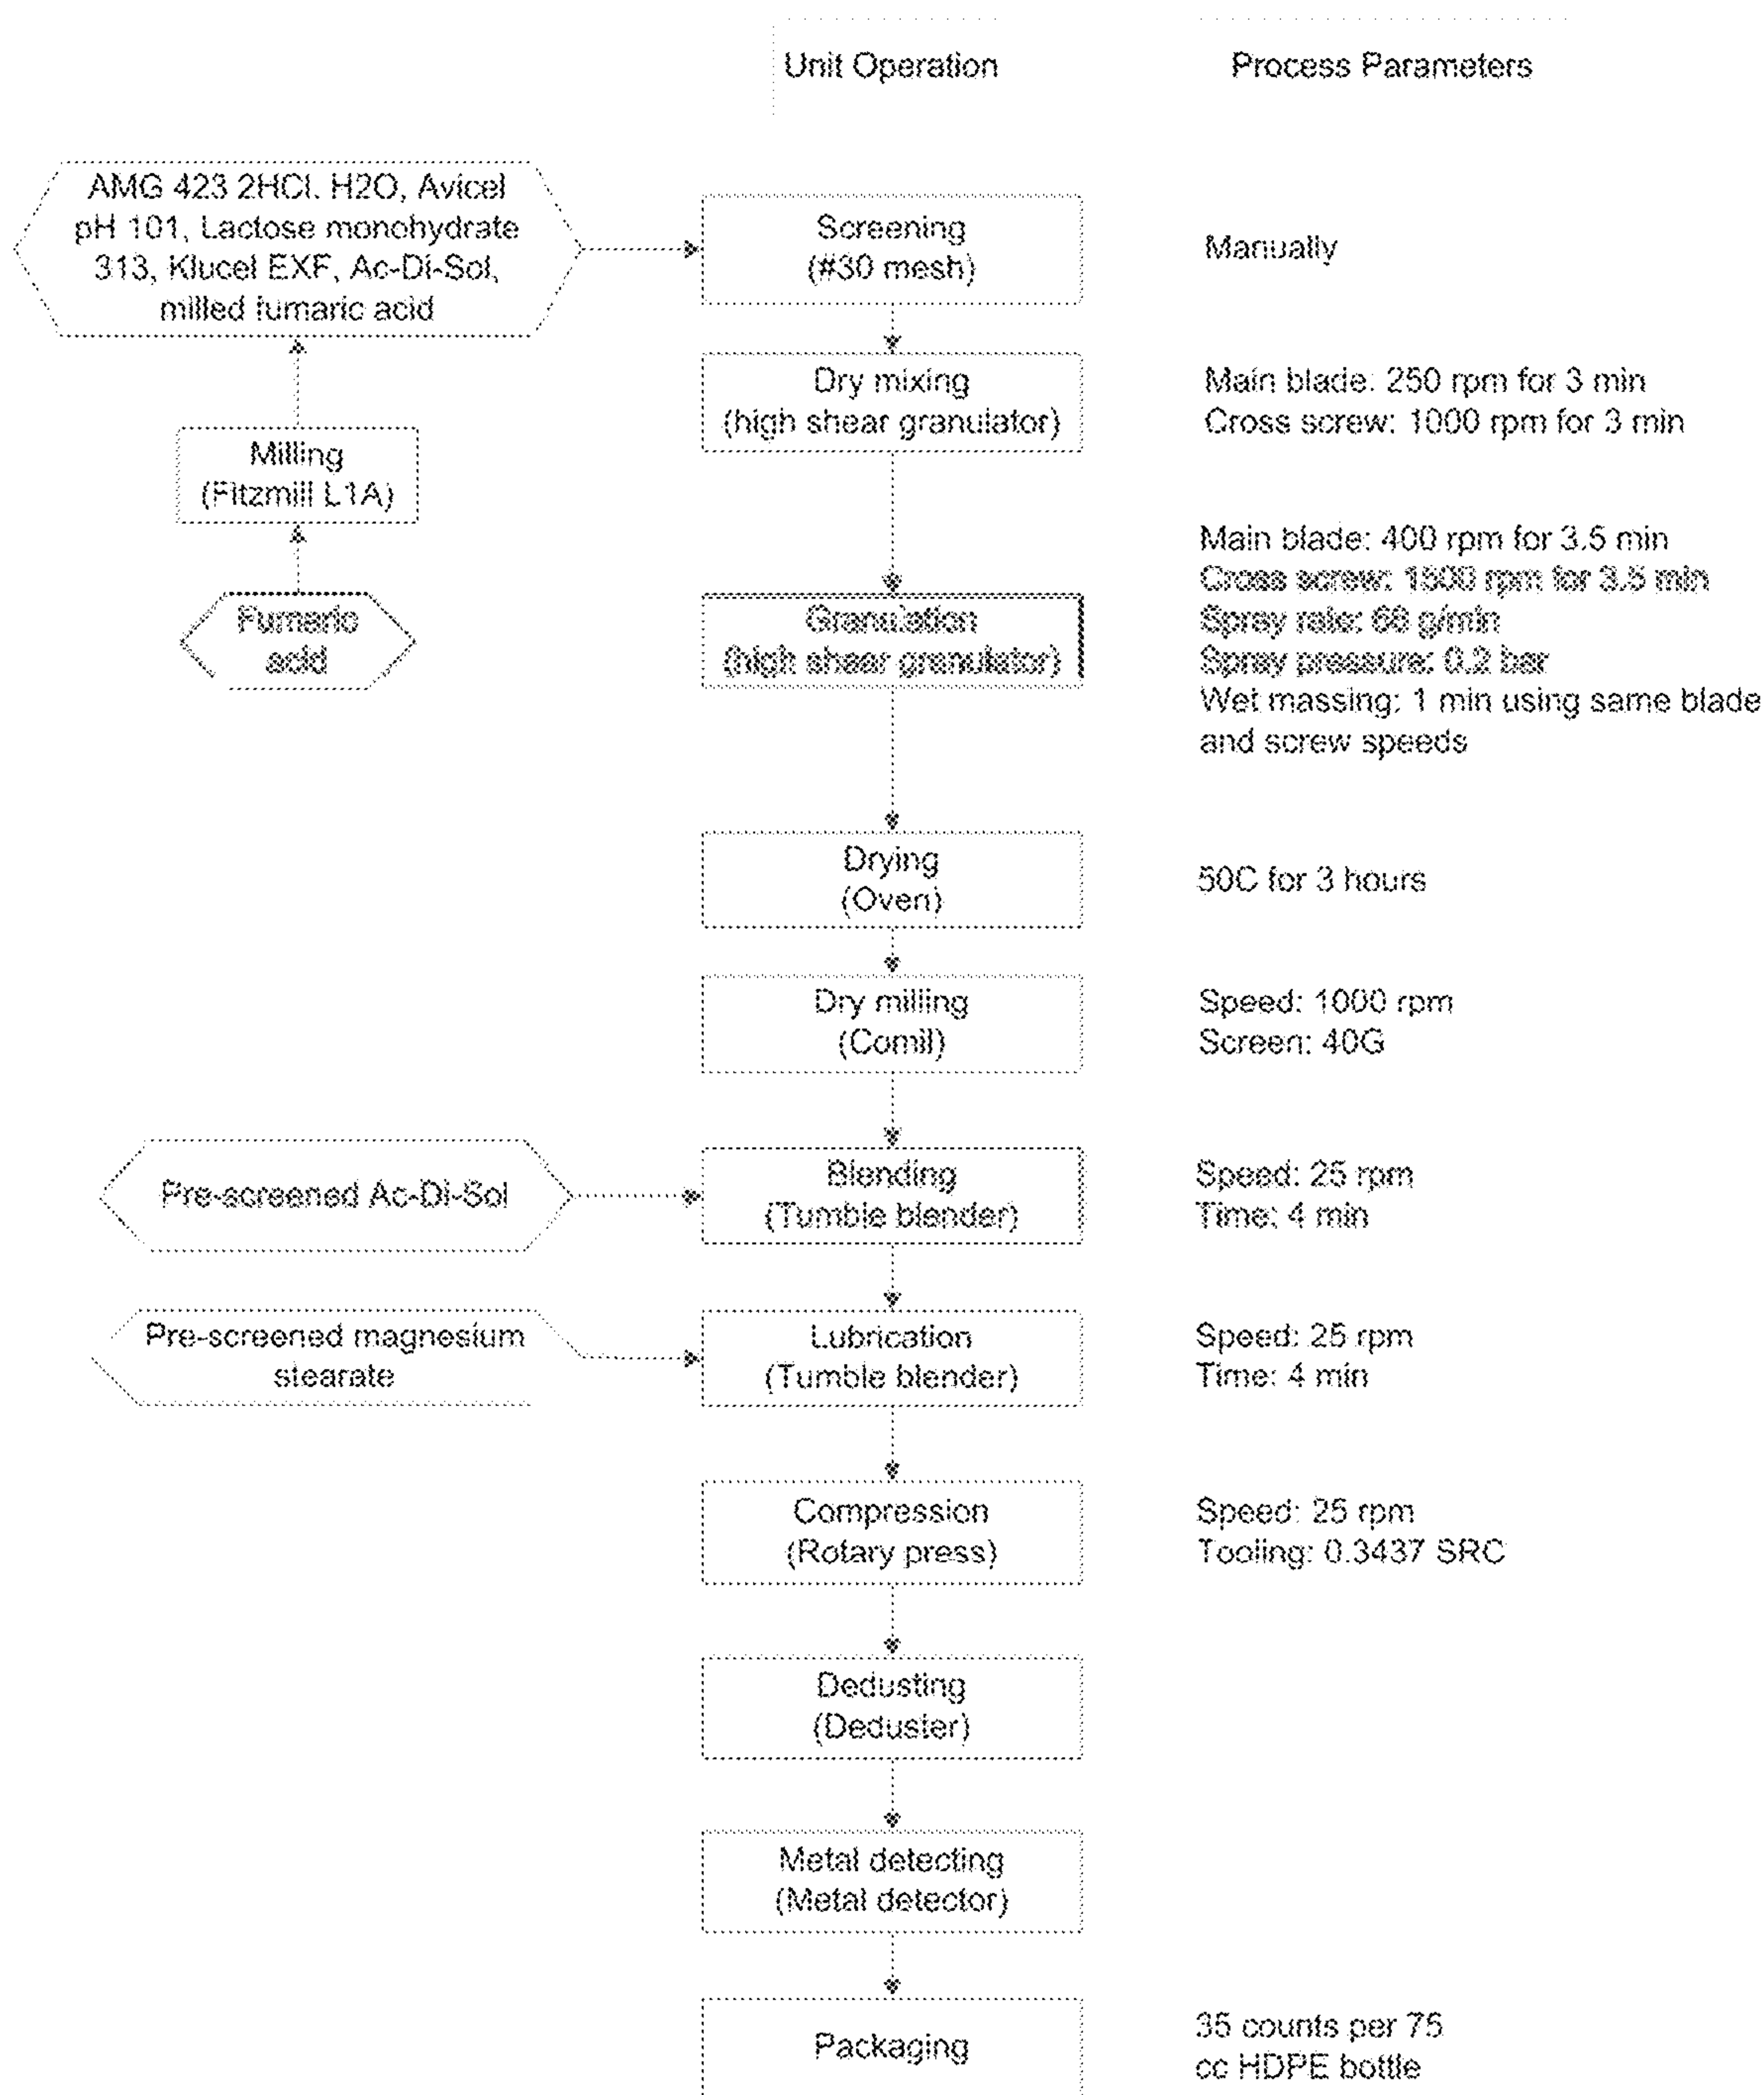 Unit Operation
Process Parameters
AMG 423 2HCl. H2O, Avicel
pH 101, Lactose monohydrate
313, Klucel EXF, Ac-Di-Sol,
milled fumaric acid
Screening
(#30 mesh)
Manually
Dry mixing
(high shear granulator)
Main blade: 250 rpm for 3 min
Cross screw: 1000 rpm for 3 min
Milling
(Fitzmill L1A)
Fumaric
acid
Granulation
(high shear granulator)
Main blade: 400 rpm for 3.5 min
Cross screw: 1500 rpm for 3.5 min
Spray rate: 66 g/min
Spray pressure: 0.2 bar
Wet massing: 1 min using same blade
and screw speeds
Drying
(Oven)
50C for 3 hours
Dry milling
(Comil)
Speed: 1000 rpm
Screen: 40G
Pre-screened Ac-Di-Sol
Blending
(Tumble blender)
Speed: 25 rpm
Time: 4 min
Pre-screened magnesium
stearate
Lubrication
(Tumble blender)
Speed: 25 rpm
Time: 4 min
Compression
(Rotary press)
Speed: 25 rpm
Tooling: 0.3437 SRC
Dedusting
(Deduster)
Metal detecting
(Metal detector)
Packaging
35 counts per 75
cc HDPE bottle